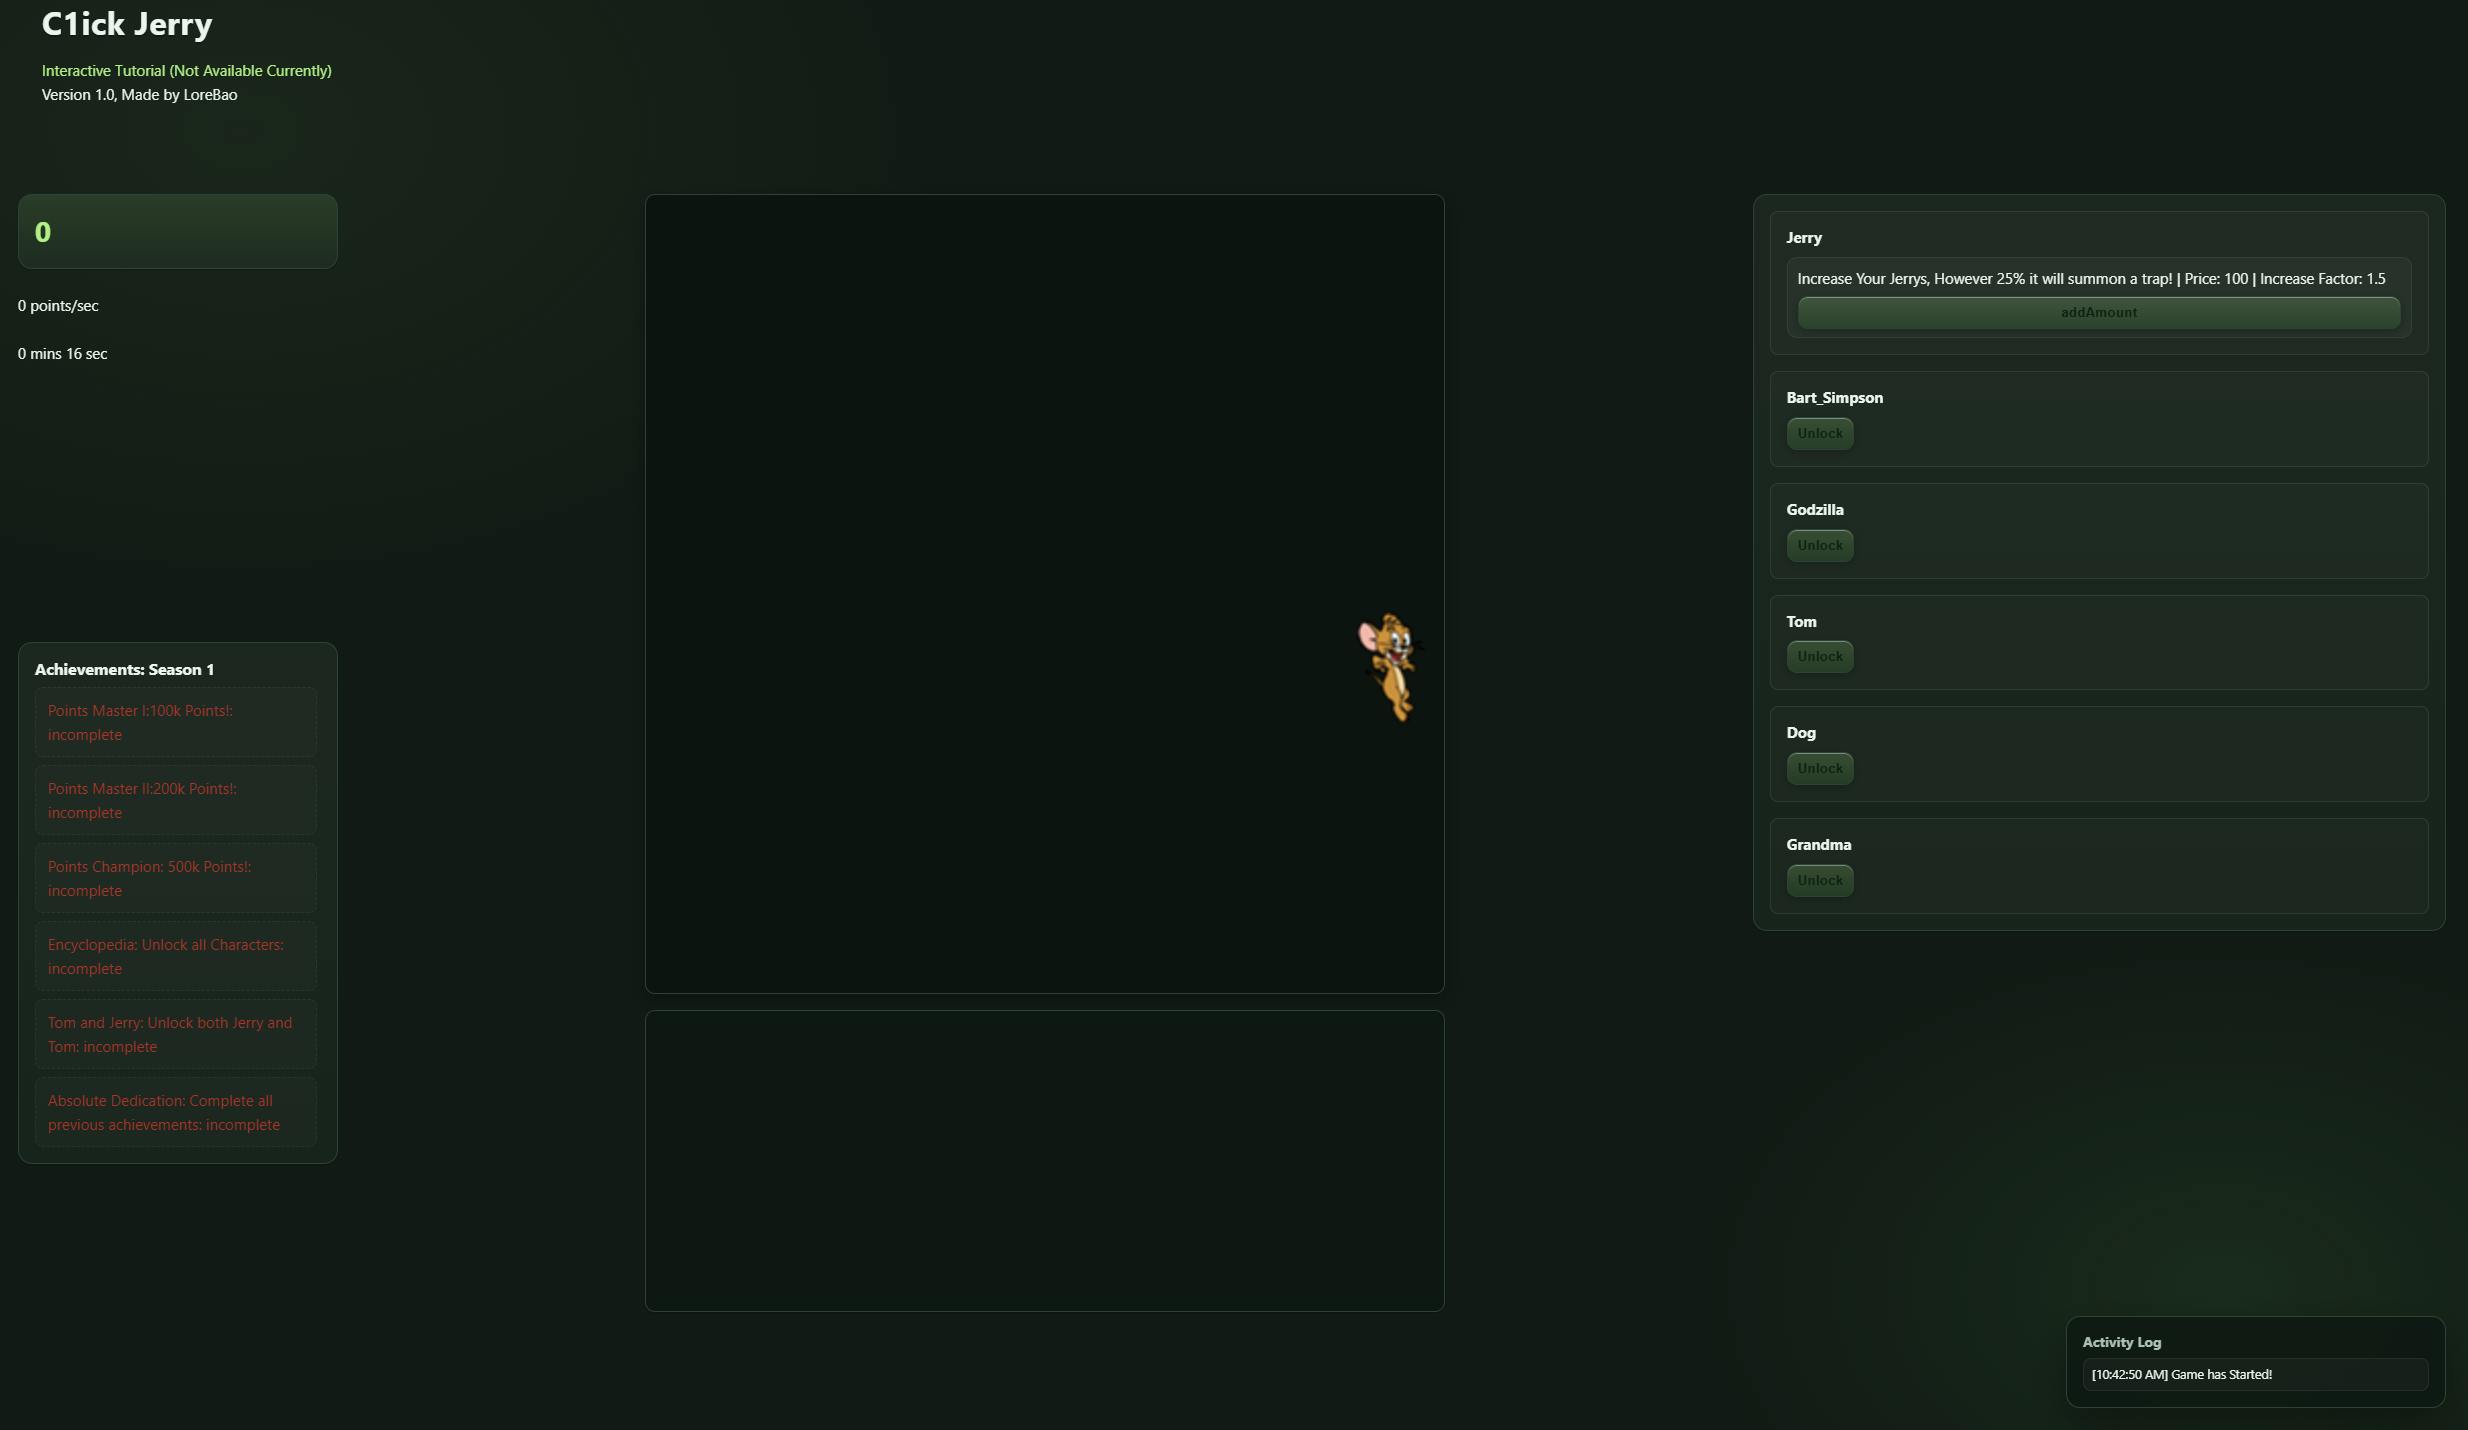 C1ick Jerry
Interactive Tutorial (Not Available Currently)
Version 1.0, Made by LoreBao
0
0 points/sec
0 mins 16 sec
Achievements: Season 1
Points Master I:100k Points!:
incomplete
Points Master II:200k Points!:
incomplete
Points Champion: 500k Points!:
incomplete
Encyclopedia: Unlock all Characters:
incomplete
Tom and Jerry: Unlock both Jerry and
Tom: incomplete
Absolute Dedication: Complete all
previous achievements: incomplete
Jerry
Increase Your Jerrys, However 25% it will summon a trap! | Price: 100 | Increase Factor: 1.5
addAmount
Bart_Simpson
Unlock
Godzilla
Unlock
Tom
Unlock
Dog
Unlock
Grandma
Unlock
Activity Log
[10:42:50 AM] Game has Started!